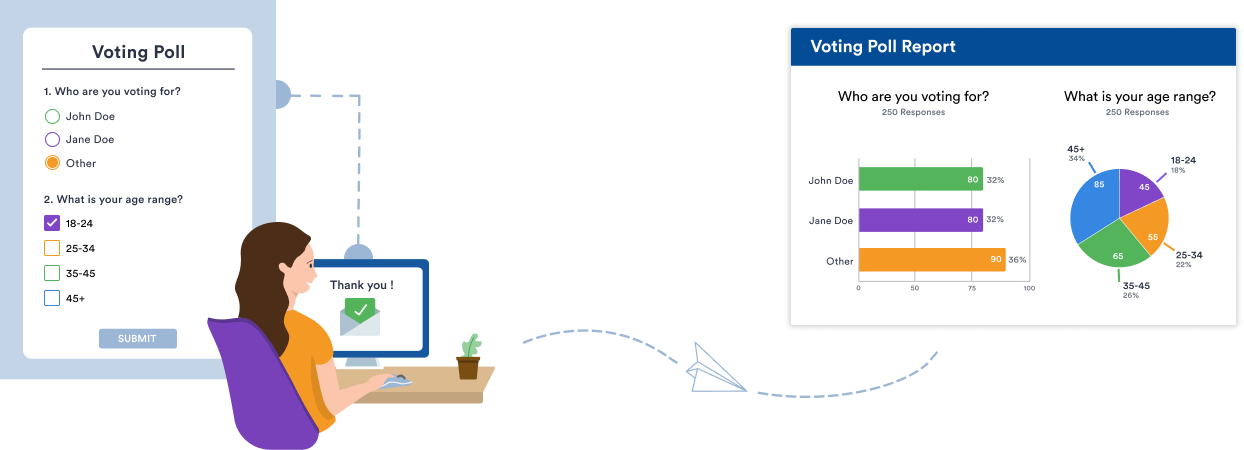 Voting Poll
1. Who are you voting for?
John Doe
Jane Doe
Other
2. What is your age range?
18-24
25-34
35-45
45+
SUBMIT
Thank you !
Voting Poll Report
Who are you voting for?
250 Responses
John Doe
80
32%
Jane Doe
80
32%
Other
90
36%
0
50
75
100
What is your age range?
250 Responses
45+
34%
85
18-24
18%
45
25-34
22%
55
35-45
26%
65